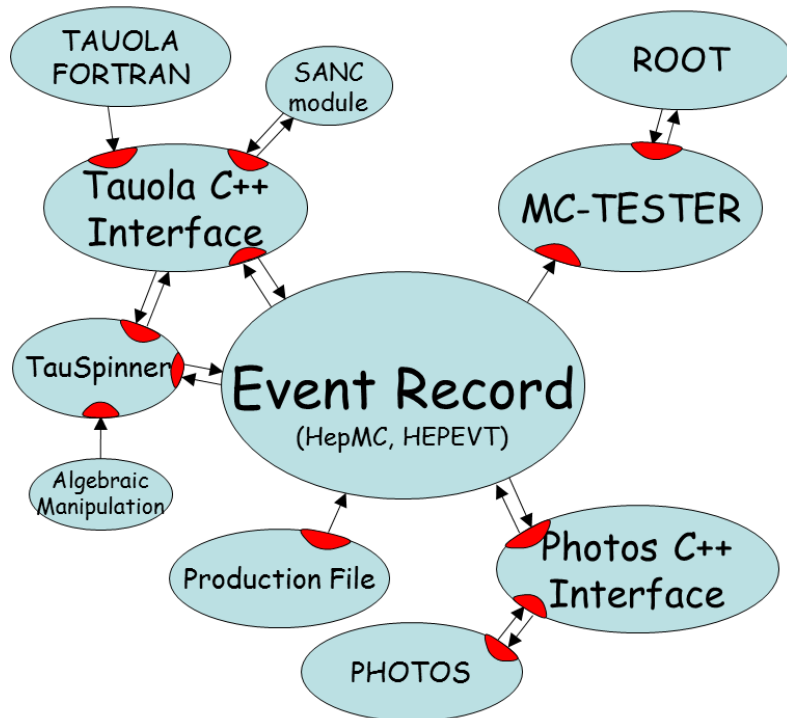 TAUOLA
FORTRAN
SANC
module
ROOT
Tauola C++
Interface
MC-TESTER
TauSpinner
Event Record
(HepMC, HEPEVT)
Algebraic
Manipulation
Production File
Photos C++
Interface
PHOTOS